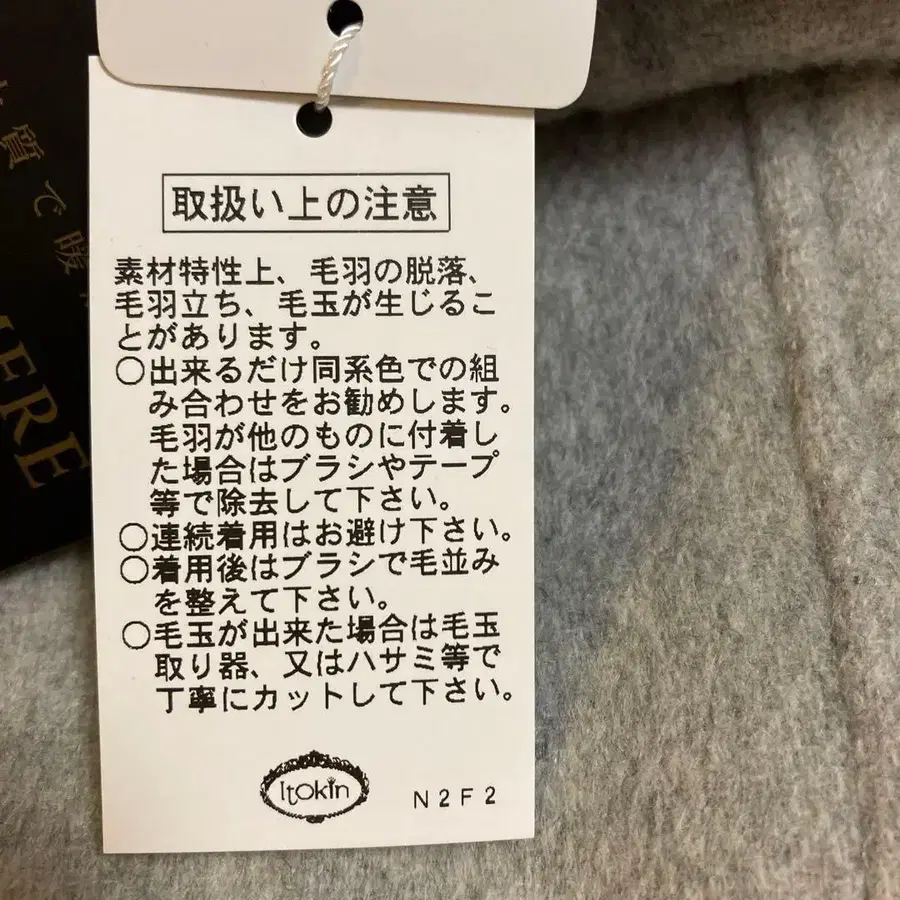 取扱い上の注意
素材特性上、毛羽の脱落、
毛羽立ち、毛玉が生じるこ
とがあります。
○出来るだけ同系色での組
み合わせをお勧めします。
毛羽が他のものに付着し
た場合はブラシやテープ
等で除去して下さい。
○連続着用はお避け下さい。
○着用後はブラシで毛並み
を整えて下さい。
○毛玉が出来た場合は毛玉
取り器、又はハサミ等で
丁寧にカットして下さい。
Itokin
N2F2
質で暖
ERE